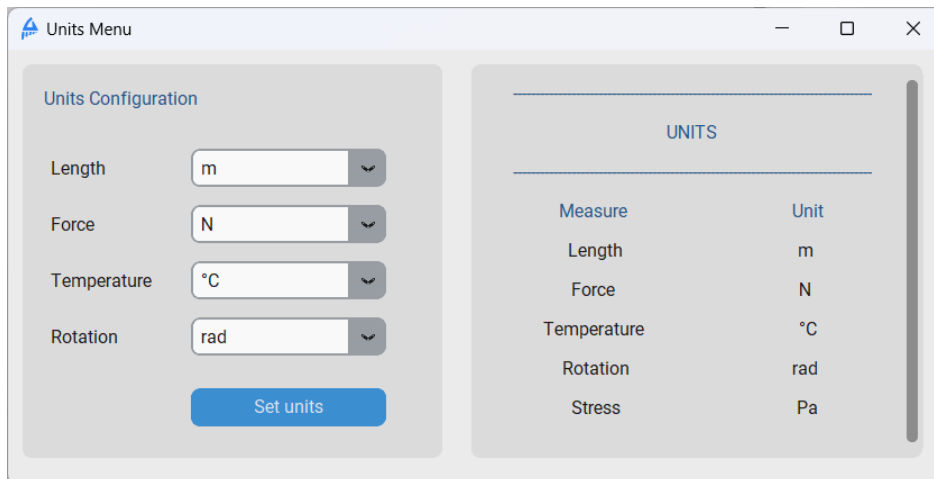 Units Menu
Units Configuration
Length m
Force N
Temperature °C
Rotation rad
Set units
UNITS
Measure Unit
Length m
Force N
Temperature °C
Rotation rad
Stress Pa